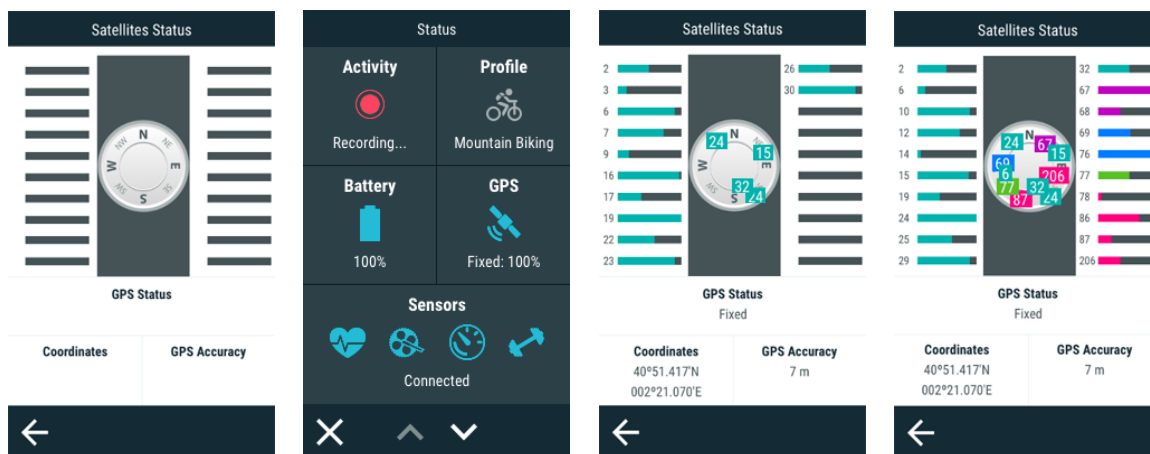 Satellites Status
N
NE
E
SE
S
SW
W
NW
GPS Status
Coordinates
GPS Accuracy
Status
Activity
Profile
Recording...
Mountain Biking
Battery
GPS
100%
Fixed: 100%
Sensors
Connected
Satellites Status
2
3
6
7
9
16
17
19
22
23
26
30
N
24
15
32
24
S
SW
GPS Status
Fixed
Coordinates
GPS Accuracy
40º51.417'N
7 m
002º21.070'E
Satellites Status
2
6
10
12
14
15
19
24
25
29
32
67
68
69
76
77
78
86
87
206
N
24
67
15
69
6
206
77
32
87
24
GPS Status
Fixed
Coordinates
GPS Accuracy
40º51.417'N
7 m
002º21.070'E